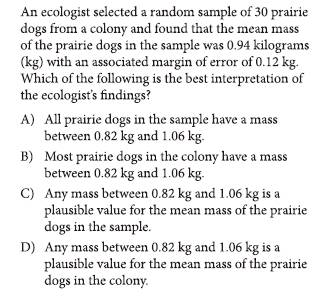 An ecologist selected a random sample of 30 prairie
dogs from a colony and found that the mean mass
of the prairie dogs in the sample was 0.94 kilograms
(kg) with an associated margin of error of 0.12 kg.
Which of the following is the best interpretation of
the ecologist's findings?
A) All prairie dogs in the sample have a mass
between 0.82 kg and 1.06 kg.
B) Most prairie dogs in the colony have a mass
between 0.82 kg and 1.06 kg.
C) Any mass between 0.82 kg and 1.06 kg is a
plausible value for the mean mass of the prairie
dogs in the sample.
D) Any mass between 0.82 kg and 1.06 kg is a
plausible value for the mean mass of the prairie
dogs in the colony.